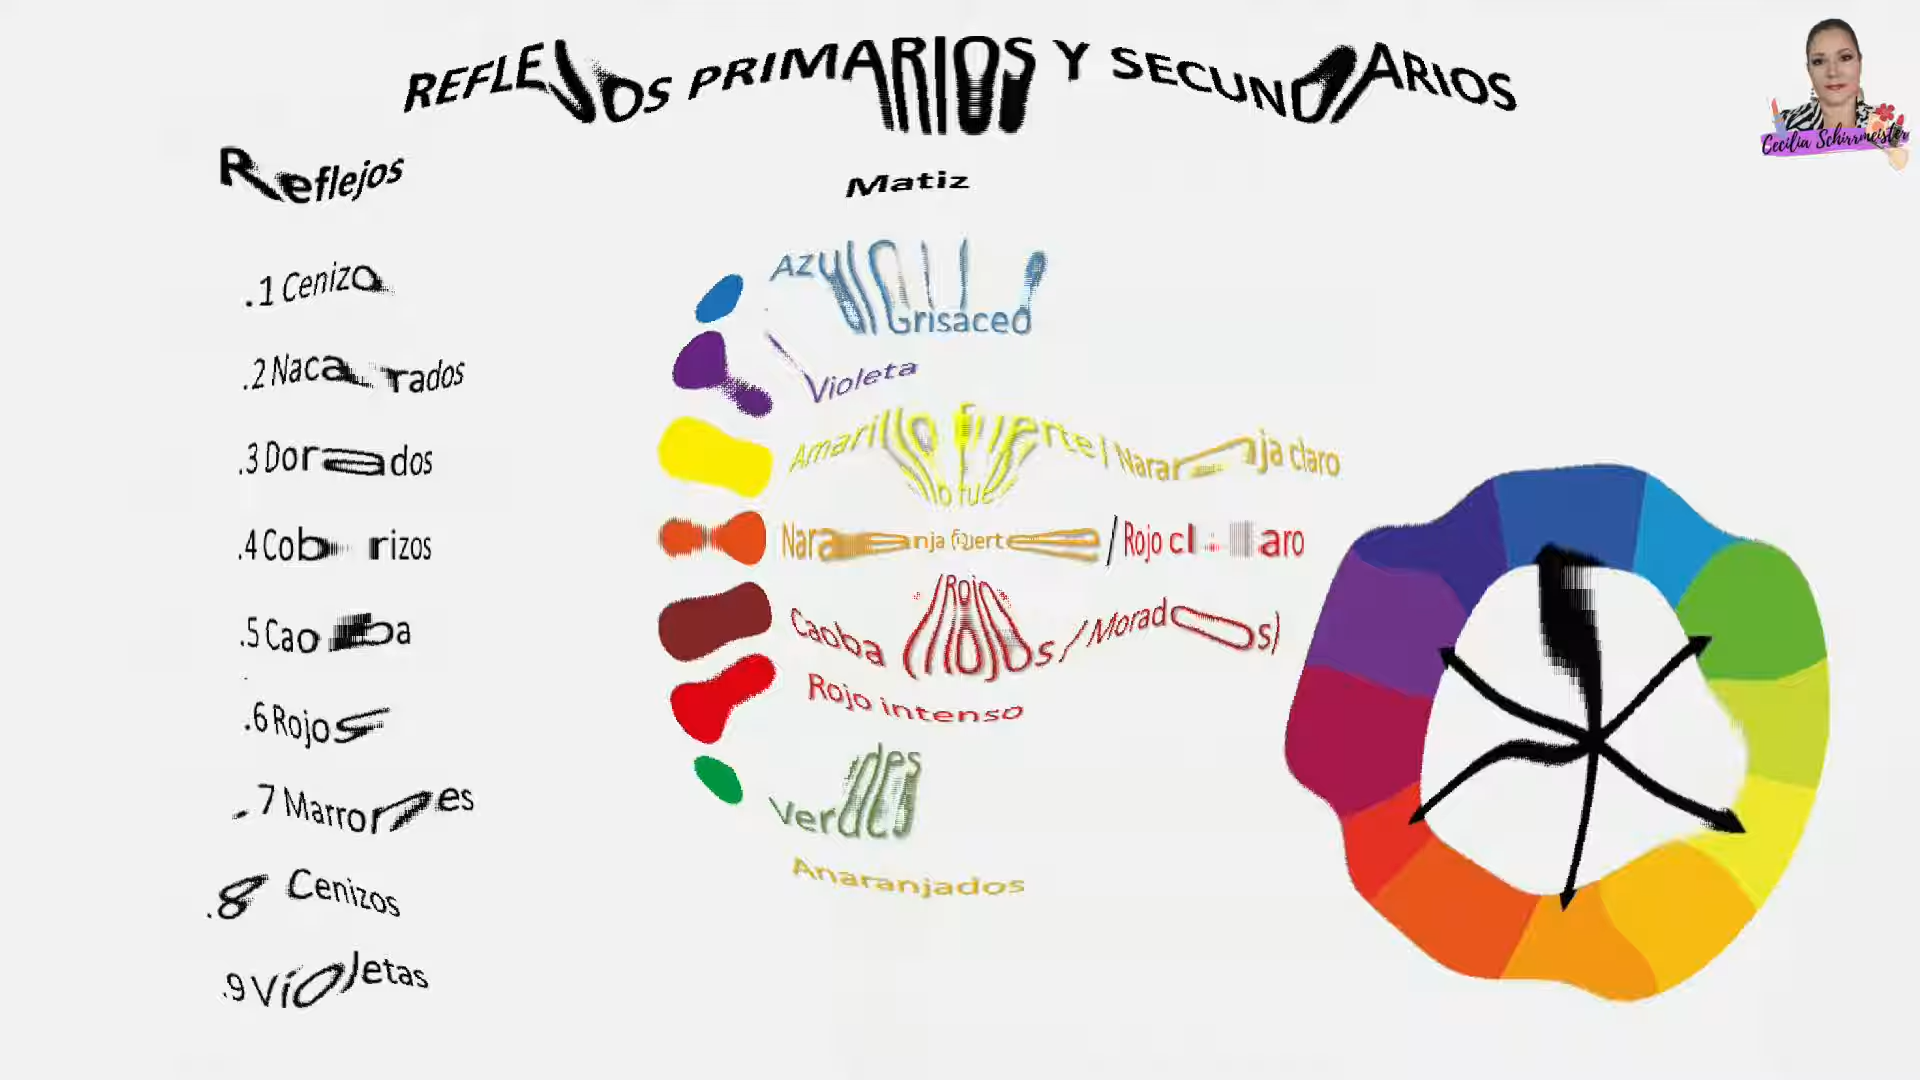 REFLEJOS PRIMARIOS Y SECUNDARIOS
Cecilia Schirrmeister
Reflejos
Matiz
.1 Ceniza
Azul
Grisáceo
.2 Nacarados
Violeta
.3 Dorados
Amarillo fuerte / Naranja claro
.4 Cobrizos
Naranja fuerte / Rojo claro
.5 Caoba
Caoba (Rojos / Morados)
.6 Rojos
Rojo intenso
.7 Marrones
Verdes
.8 Cenizos
Anaranjados
.9 Violetas